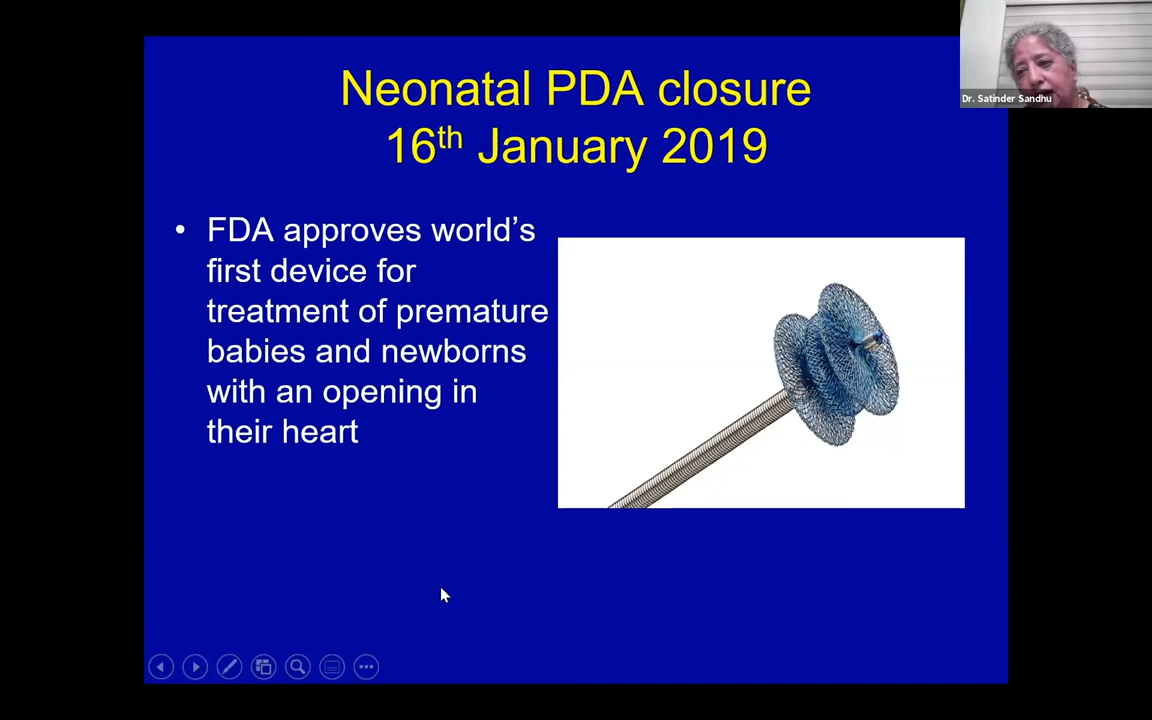 Neonatal PDA closure
16th January 2019
• FDA approves world's
first device for
treatment of premature
babies and newborns
with an opening in
their heart
Dr. Satinder Sandhu